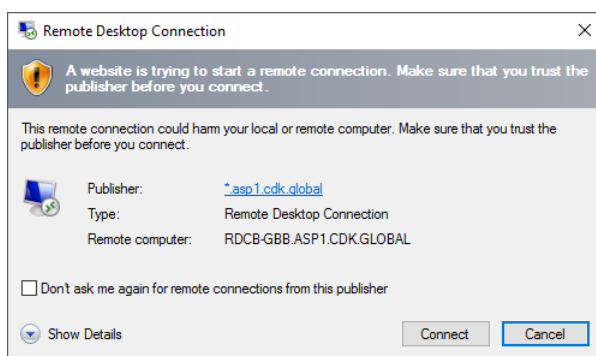 Remote Desktop Connection
A website is trying to start a remote connection. Make sure that you trust the
publisher before you connect.
This remote connection could harm your local or remote computer. Make sure that you trust the
publisher before you connect.
Publisher: *.asp1.cdk.global
Type: Remote Desktop Connection
Remote computer: RDCB-GBB.ASP1.CDK.GLOBAL
Don't ask me again for remote connections from this publisher
Show Details Connect Cancel